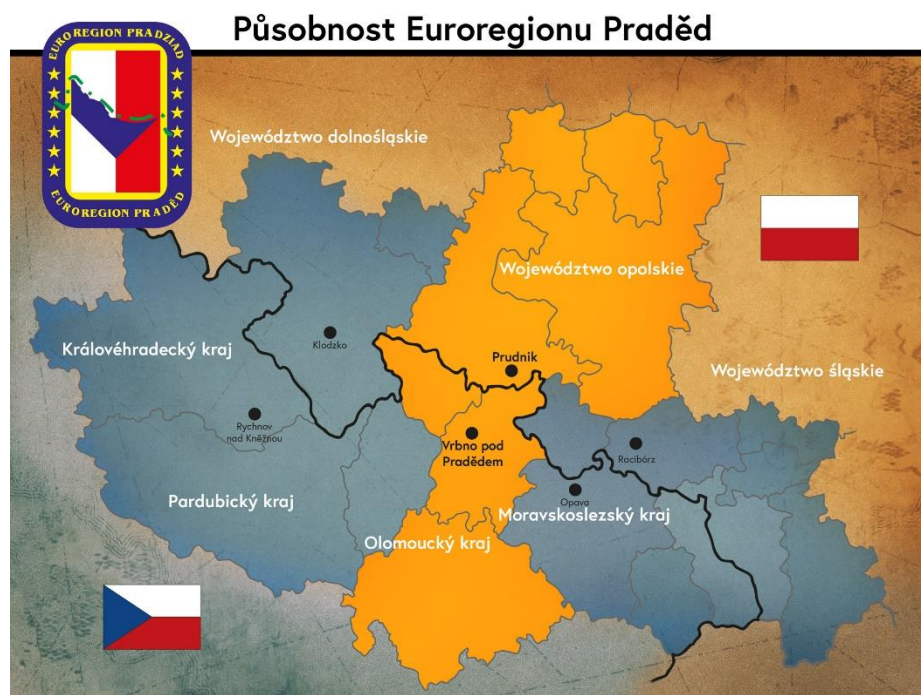 Působnost Euroregionu Praděd
EUROREGION PRADZIAD
EUROREGION PRADĚD
Województwo dolnośląskie
Województwo opolskie
Królovéhradecký kraj
Kłodzko
Prudnik
Województwo śląskie
Rychnov
nad Kněžnou
Vrbno pod
Pradědem
Racibórz
Pardubický kraj
Opava
Moravskoslezský kraj
Olomoucký kraj